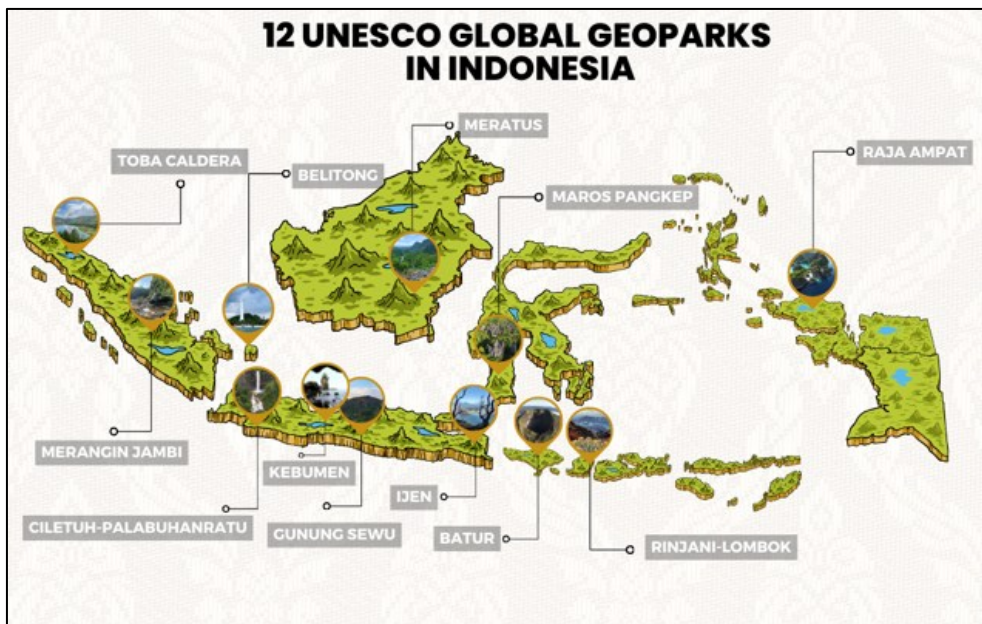 12 UNESCO GLOBAL GEOPARKS
IN INDONESIA
MERATUS
TOBA CALDERA
BELITONG
RAJA AMPAT
MAROS PANGKEP
MERANGIN JAMBI
KEBUMEN
CILETUH-PALABUHANRATU
GUNUNG SEWU
IJEN
BATUR
RINJANI-LOMBOK